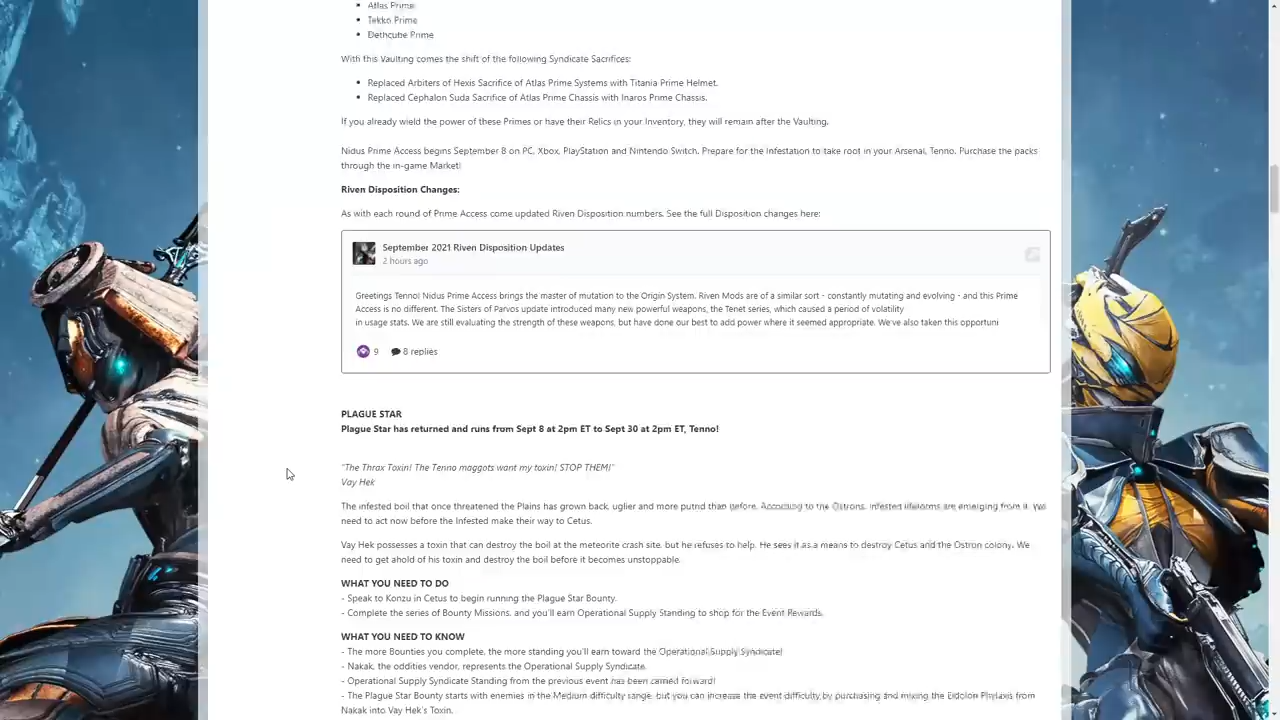 Atlas Prime
Tekko Prime
Dethcube Prime
With this Vaulting comes the shift of the following Syndicate Sacrifices:
Replaced Arbiters of Hexis Sacrifice of Atlas Prime Systems with Titania Prime Helmet.
Replaced Cephalon Suda Sacrifice of Atlas Prime Chassis with Inaros Prime Chassis.
If you already wield the power of these Primes or have their Relics in your Inventory, they will remain after the Vaulting.
Nidus Prime Access begins September 8 on PC, Xbox, PlayStation and Nintendo Switch. Prepare for the Infestation to take root in your Arsenal, Tenno. Purchase the packs
through the in-game Market!
Riven Disposition Changes:
As with each round of Prime Access come updated Riven Disposition numbers. See the full Disposition changes here:
September 2021 Riven Disposition Updates
2 hours ago
Greetings Tenno! Nidus Prime Access brings the master of mutation to the Origin System. Riven Mods are of a similar sort - constantly mutating and evolving - and this Prime
Access is no different. The Sisters of Parvos update introduced many new powerful weapons, the Tenet series, which caused a period of volatility
in usage stats. We are still evaluating the strength of these weapons, but have done our best to add power where it seemed appropriate. We've also taken this opportuni
9 8 replies
PLAGUE STAR
Plague Star has returned and runs from Sept 8 at 2pm ET to Sept 30 at 2pm ET, Tenno!
"The Thrax Toxin! The Tenno maggots want my toxin! STOP THEM!"
Vay Hek
The infested boil that once threatened the Plains has grown back, uglier and more putrid than before. According to the Ostrons, Infested lifeforms are emerging from it. We
need to act now before the Infested make their way to Cetus.
Vay Hek possesses a toxin that can destroy the boil at the meteorite crash site, but he refuses to help. He sees it as a means to destroy Cetus and the Ostron colony. We
need to get ahold of his toxin and destroy the boil before it becomes unstoppable.
WHAT YOU NEED TO DO
- Speak to Konzu in Cetus to begin running the Plague Star Bounty.
- Complete the series of Bounty Missions, and you'll earn Operational Supply Standing to shop for the Event Rewards.
WHAT YOU NEED TO KNOW
- The more Bounties you complete, the more standing you'll earn toward the Operational Supply Syndicate!
- Nakak, the oddities vendor, represents the Operational Supply Syndicate.
- Operational Supply Syndicate Standing from the previous event has been carried forward!
- The Plague Star Bounty starts with enemies in the Medium difficulty range, but you can increase the event difficulty by purchasing and mixing the Eidolon Phylaxis from
Nakak into Vay Hek's Toxin.